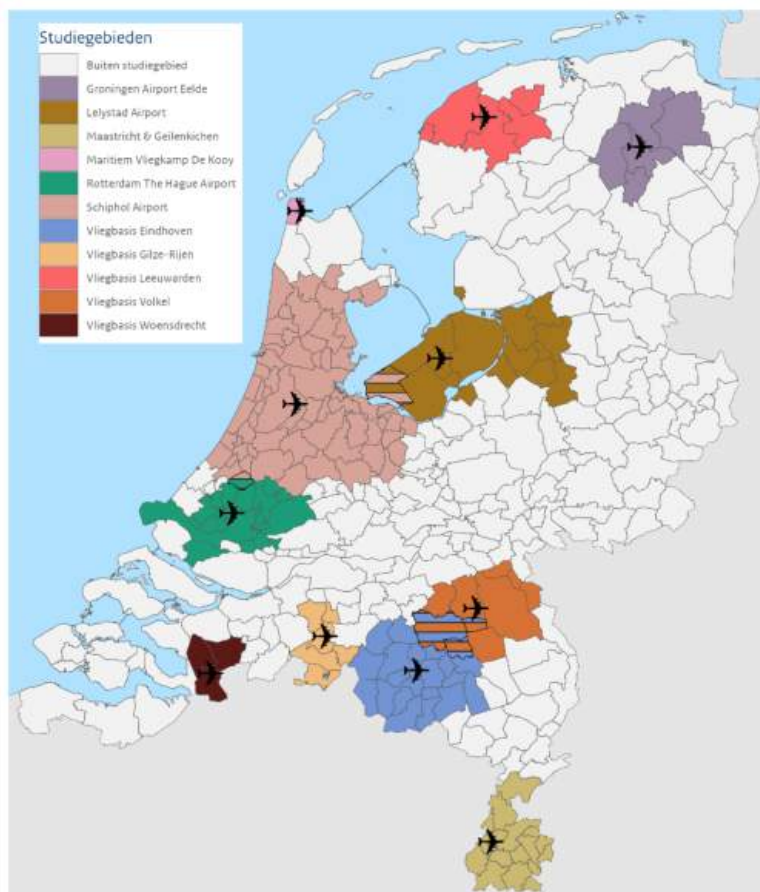 Studiegebieden
Buiten studiegebied
Groningen Airport Eelde
Lelystad Airport
Maastricht & Geilenkichen
Maritiem Vliegkamp De Kooy
Rotterdam The Hague Airport
Schiphol Airport
Vliegbasis Eindhoven
Vliegbasis Gilze-Rijen
Vliegbasis Leeuwarden
Vliegbasis Volkel
Vliegbasis Woensdrecht